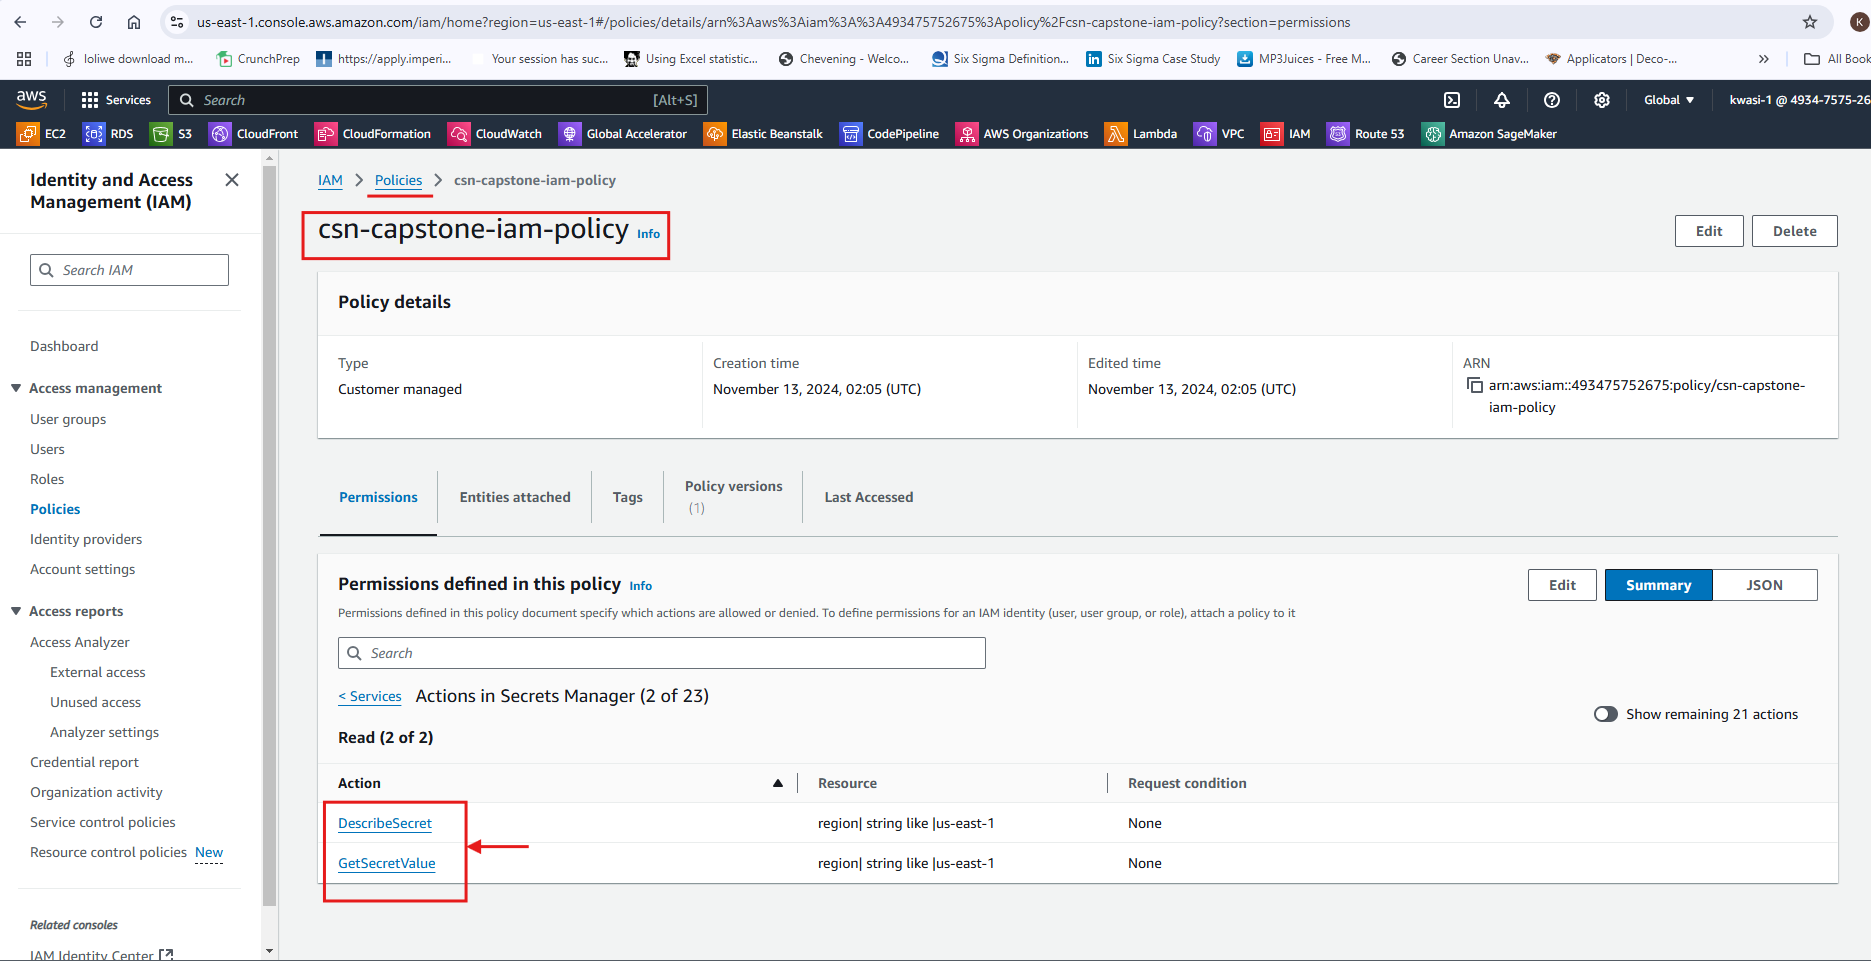 us-east-1.console.aws.amazon.com/iam/home?region=us-east-1#/policies/details/arn%3Aaws%3Aiam%3A%3A493475752675%3Apolicy%2Fcsn-capstone-iam-policy?section=permissions
K
loliwe download m...
CrunchPrep
https://apply.imperi...
Your session has suc...
Using Excel statistic...
Chevening - Welco...
Six Sigma Definition...
Six Sigma Case Study
MP3Juices - Free M...
Career Section Unav...
Applicators | Deco-...
»
All Book
aws
Services
Search
[Alt+S]
Global
kwasi-1 @ 4934-7575-26
EC2
RDS
S3
CloudFront
CloudFormation
CloudWatch
Global Accelerator
Elastic Beanstalk
CodePipeline
AWS Organizations
Lambda
VPC
IAM
Route 53
Amazon SageMaker
Identity and Access
Management (IAM)
Search IAM
Dashboard
Access management
User groups
Users
Roles
Policies
Identity providers
Account settings
Access reports
Access Analyzer
External access
Unused access
Analyzer settings
Credential report
Organization activity
Service control policies
Resource control policies New
Related consoles
IAM Identity Center
IAM > Policies > csn-capstone-iam-policy
csn-capstone-iam-policy Info
Edit
Delete
Policy details
Type
Customer managed
Creation time
November 13, 2024, 02:05 (UTC)
Edited time
November 13, 2024, 02:05 (UTC)
ARN
arn:aws:iam::493475752675:policy/csn-capstone-
iam-policy
Permissions
Entities attached
Tags
Policy versions
(1)
Last Accessed
Permissions defined in this policy Info
Edit
Summary
JSON
Permissions defined in this policy document specify which actions are allowed or denied. To define permissions for an IAM identity (user, user group, or role), attach a policy to it
Search
< Services Actions in Secrets Manager (2 of 23)
Show remaining 21 actions
Read (2 of 2)
Action Resource Request condition
DescribeSecret region| string like |us-east-1 None
GetSecretValue region| string like |us-east-1 None